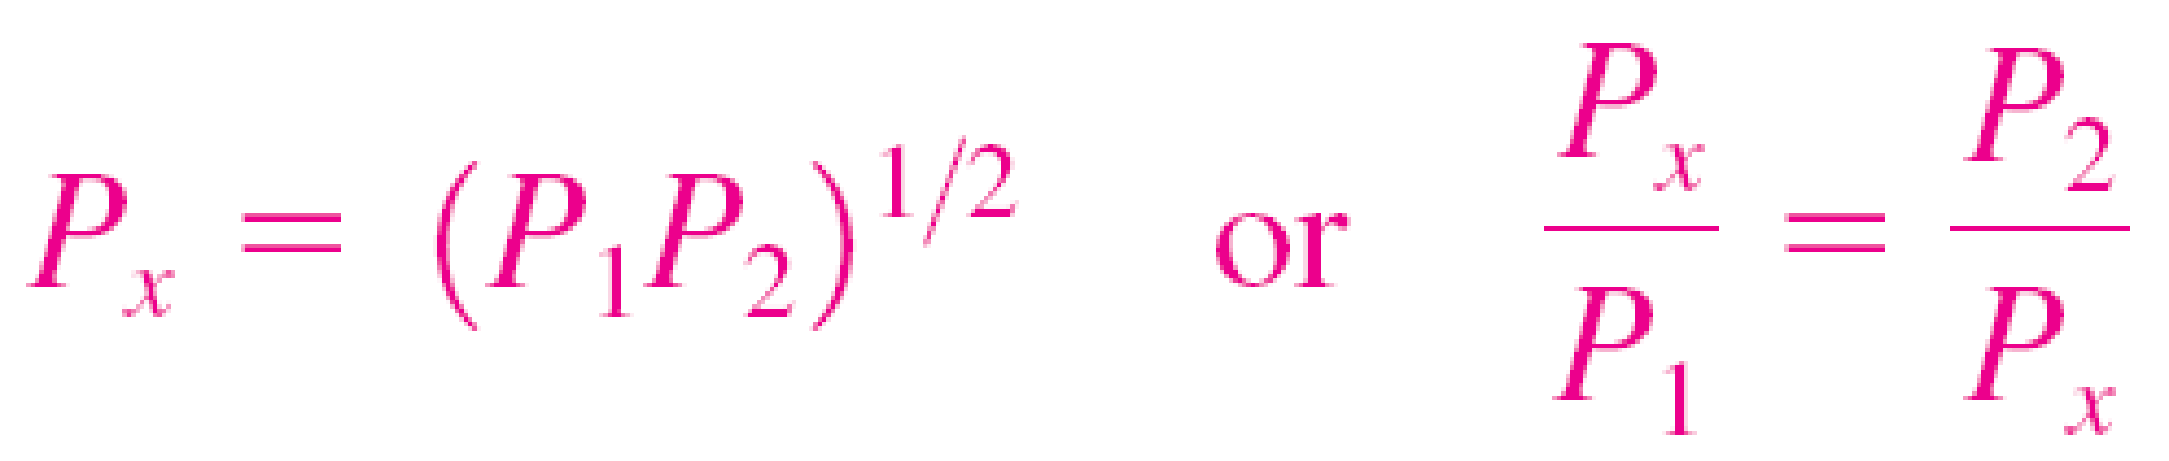 Pₓ = (P₁P₂)^{1/2} or Pₓ/P₁ = P₂/Pₓ